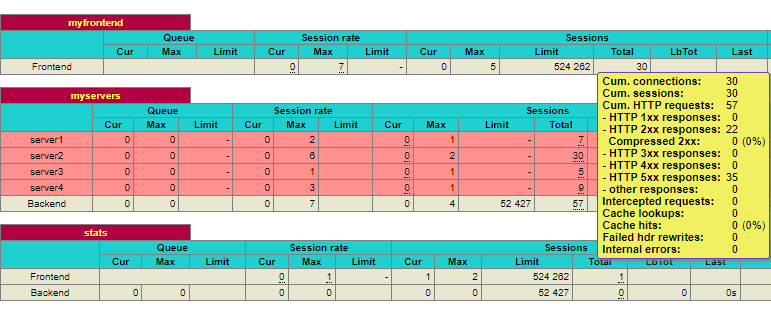 myfrontend
Queue Session rate Sessions
Cur Max Limit Cur Max Limit Cur Max Limit Total LbTot Last
Frontend 0 7 - 0 5 524 262 30
Cum. connections: 30
Cum. sessions: 30
Cum. HTTP requests: 57
- HTTP 1xx responses: 0
- HTTP 2xx responses: 22
Compressed 2xx: 0 (0%)
- HTTP 3xx responses: 0
- HTTP 4xx responses: 0
- HTTP 5xx responses: 35
- other responses: 0
Intercepted requests: 0
Cache lookups: 0
Cache hits: 0 (0%)
Failed hdr rewrites: 0
Internal errors: 0
myservers
Queue Session rate Sessions
Cur Max Limit Cur Max Limit Cur Max Limit Total
server1 0 0 - 0 2 0 1 - 7
server2 0 0 - 0 6 0 2 - 30
server3 0 0 - 0 1 0 1 - 5
server4 0 0 - 0 3 0 1 - 9
Backend 0 0 0 7 0 4 52 427 57
stats
Queue Session rate Sessions
Cur Max Limit Cur Max Limit Cur Max Limit Total LbTot Last
Frontend 0 1 - 1 2 524 262 1
Backend 0 0 0 0 0 0 52 427 0 0 0s